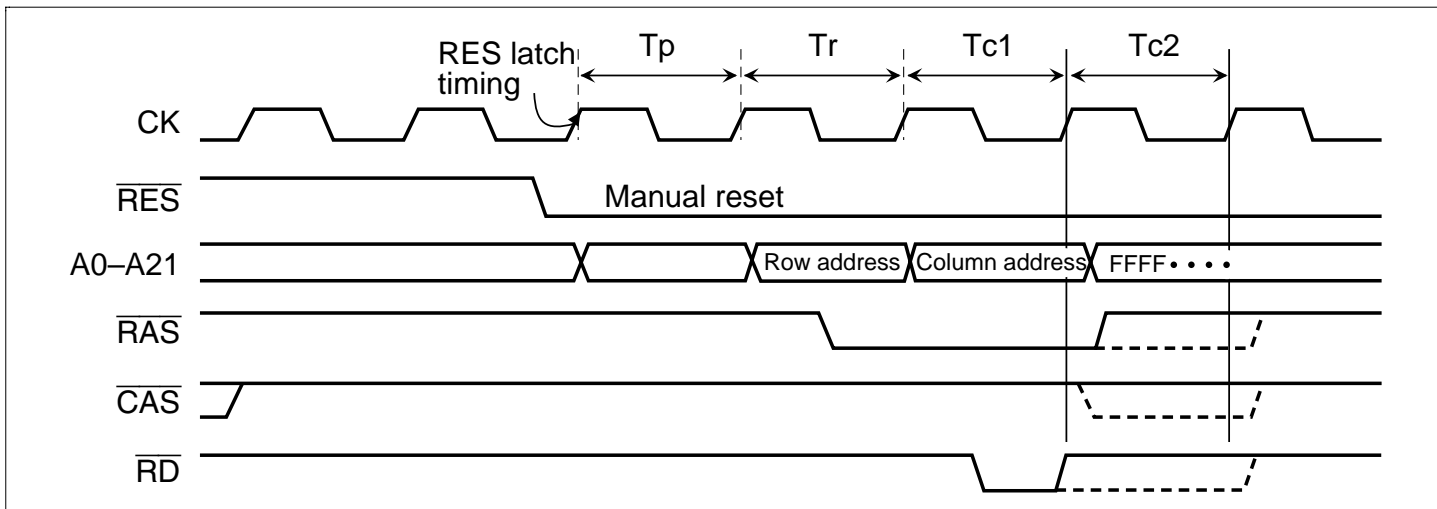 RES latch
timing
Tp
Tr
Tc1
Tc2
CK
RES
Manual reset
A0–A21
Row address
Column address
FFFF • • • •
RAS
CAS
RD